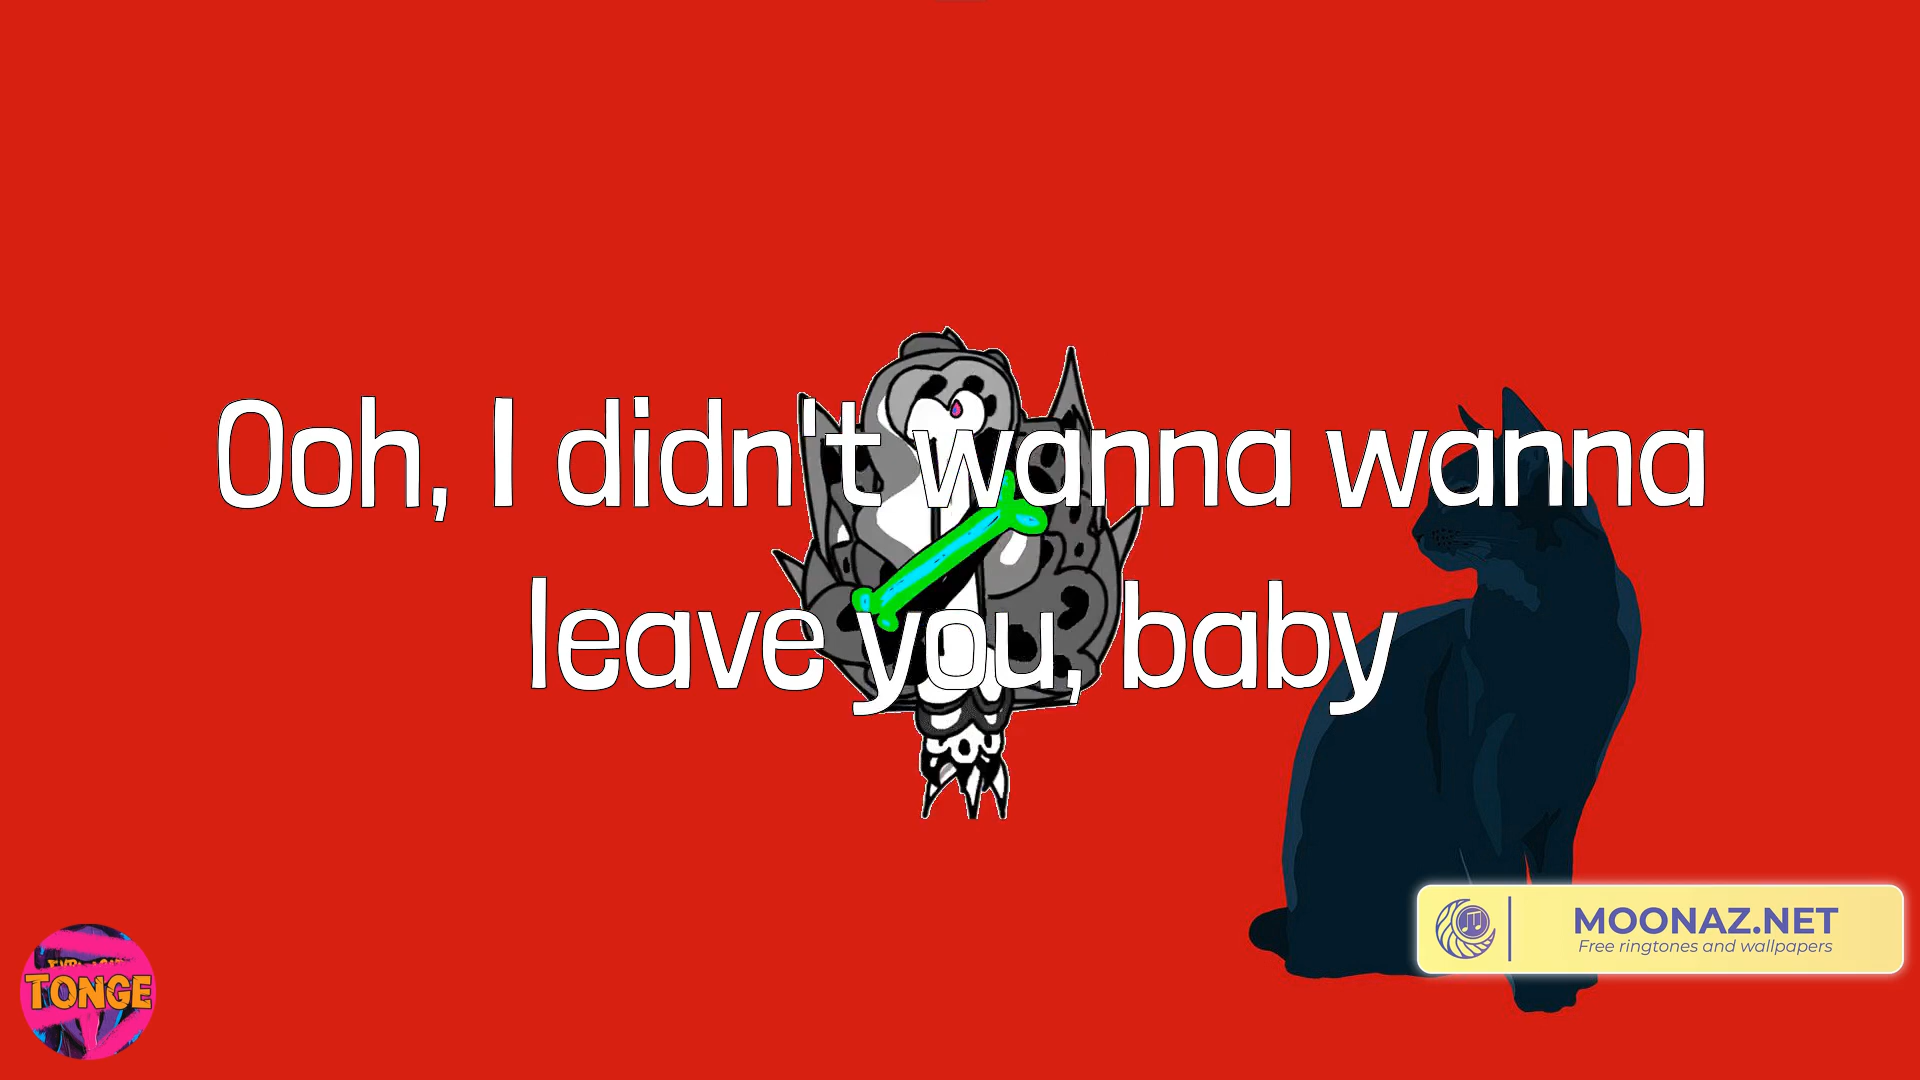 Ooh, I didn't wanna wanna
leave you, baby
MOONAZ.NET
Free ringtones and wallpapers
TONGE